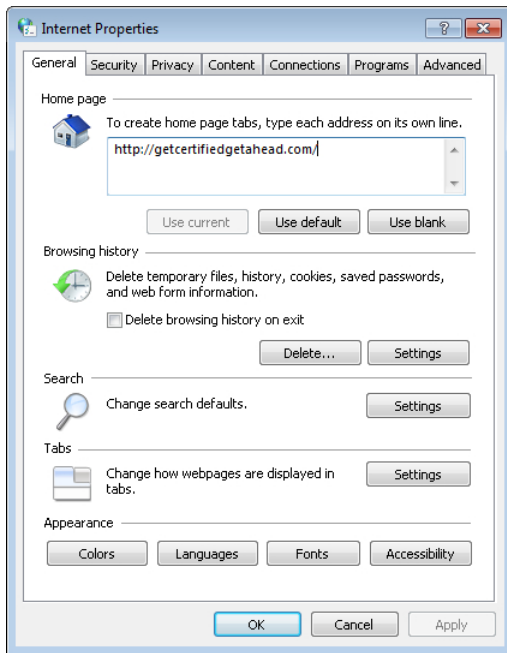 Internet Properties
General Security Privacy Content Connections Programs Advanced
Home page
To create home page tabs, type each address on its own line.
http://getcertifiedgetahead.com/
Use current Use default Use blank
Browsing history
Delete temporary files, history, cookies, saved passwords,
and web form information.
Delete browsing history on exit
Delete... Settings
Search
Change search defaults. Settings
Tabs
Change how webpages are displayed in
tabs.
Settings
Appearance
Colors Languages Fonts Accessibility
OK Cancel Apply